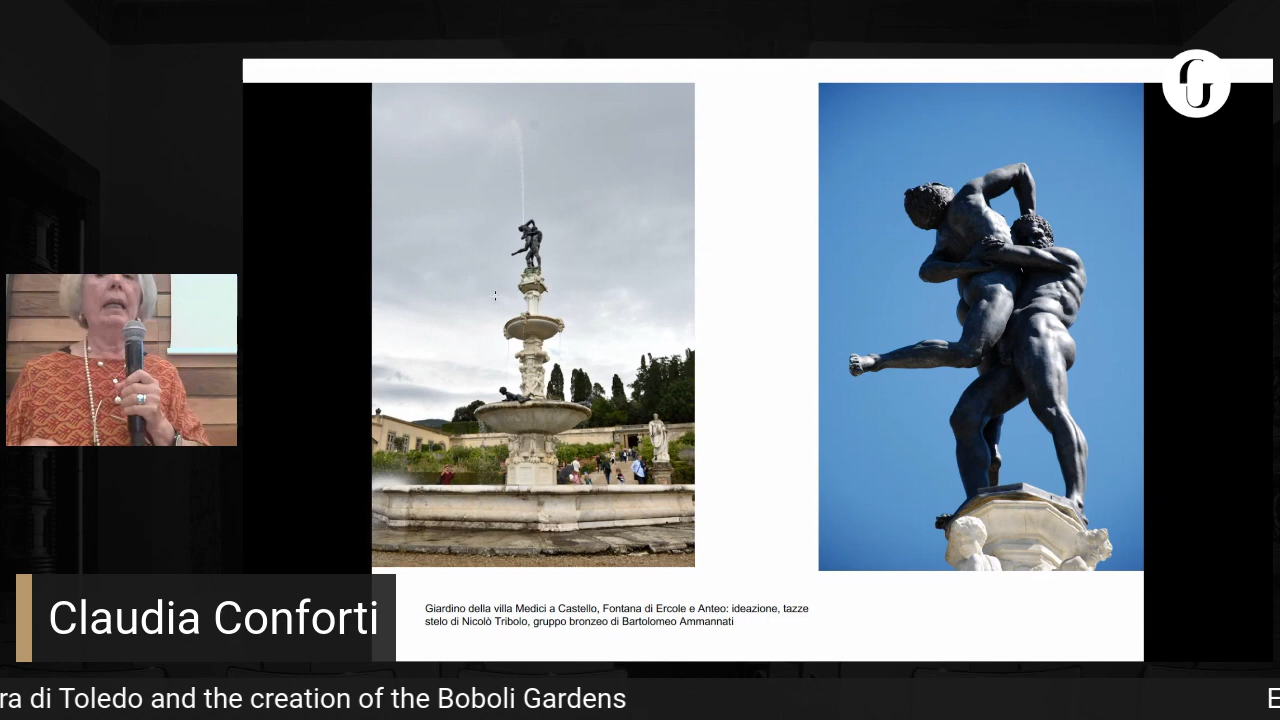 Giardino della villa Medici a Castello, Fontana di Ercole e Anteo: ideazione, tazze
stelo di Nicolò Tribolo, gruppo bronzeo di Bartolomeo Ammannati
Claudia Conforti
ra di Toledo and the creation of the Boboli Gardens
E